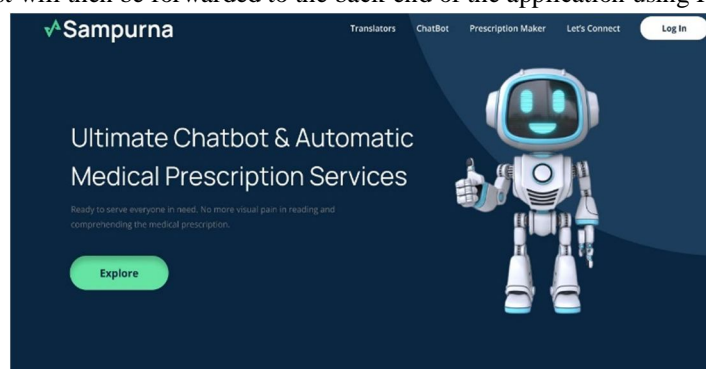 st will then be forwarded to the back end of the application using
Sampurna
Translators ChatBot Prescription Maker Let's Connect Log In
Ultimate Chatbot & Automatic
Medical Prescription Services
Ready to serve everyone in need. No more visual pain in reading and
comprehending the medical prescription.
Explore